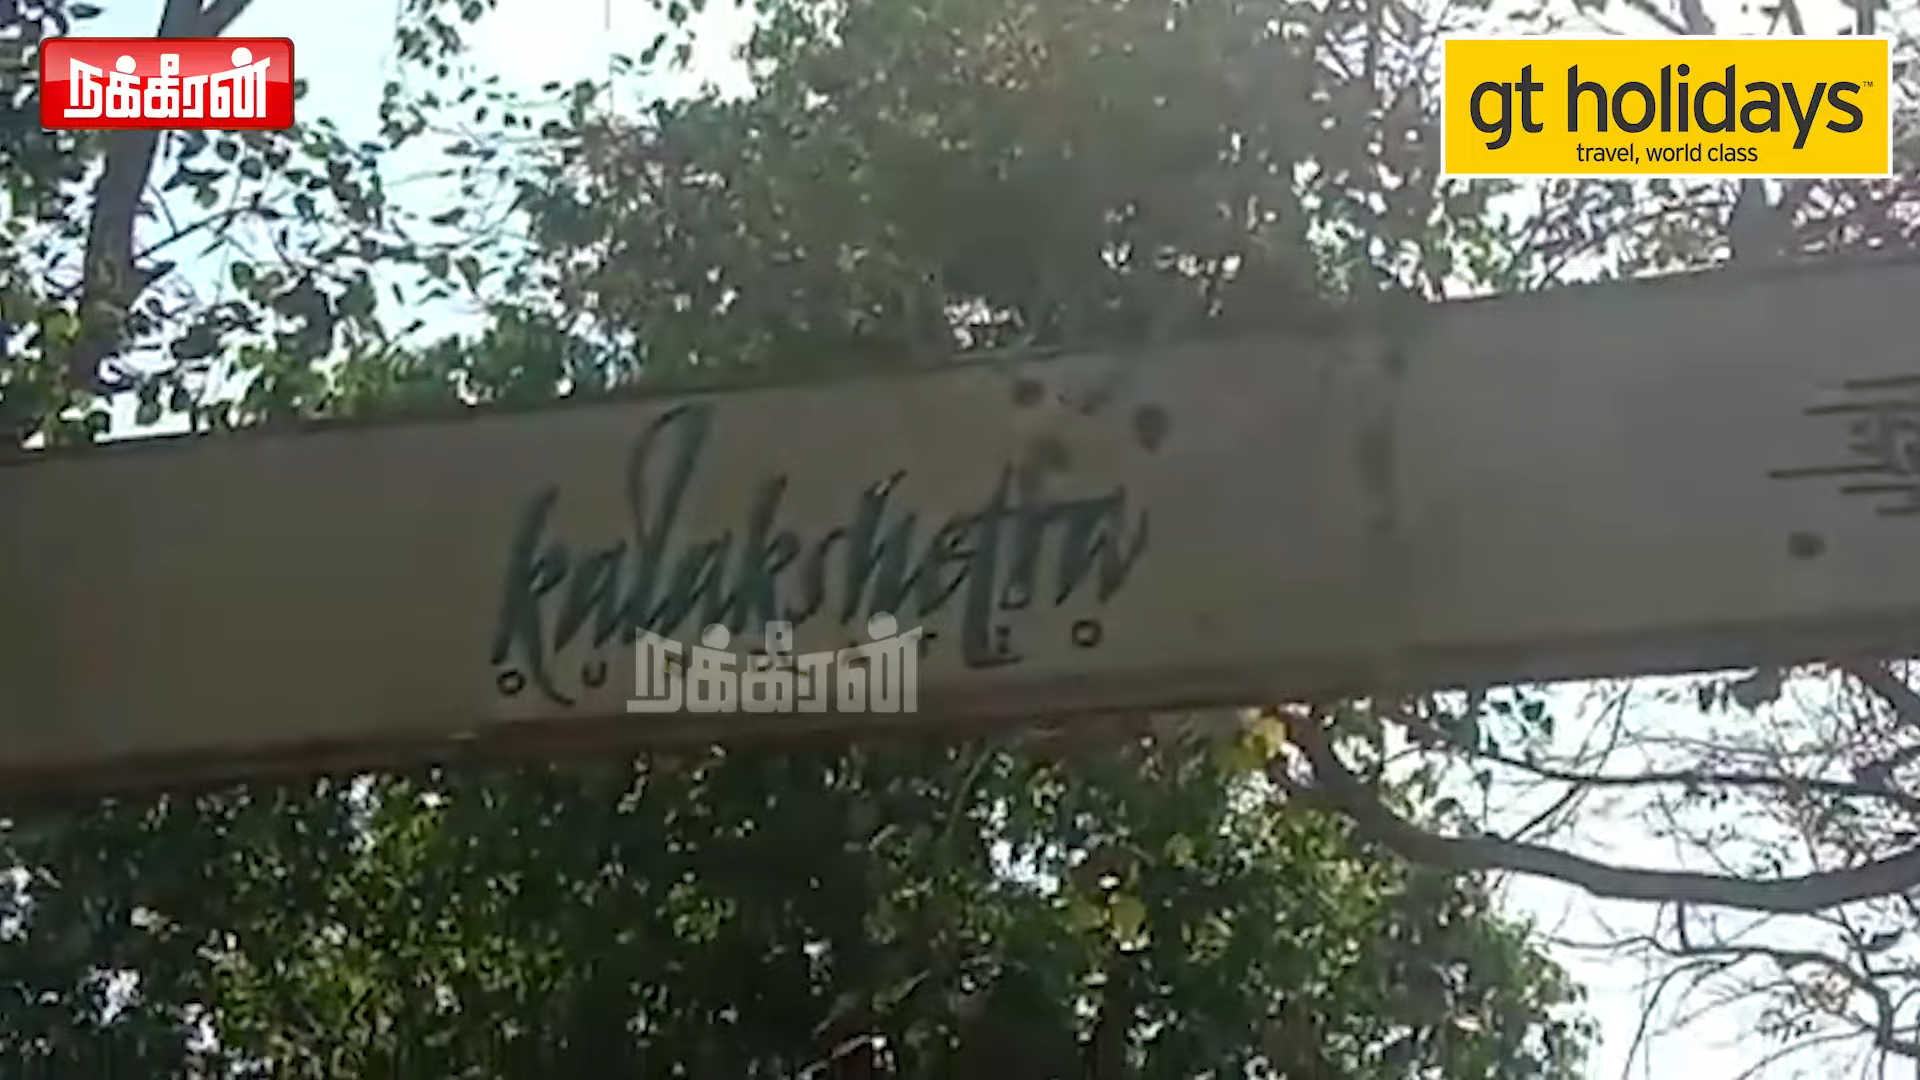 நக்கீரன்
gt holidays™
travel, world class
kalakshetra
நக்கீரன்